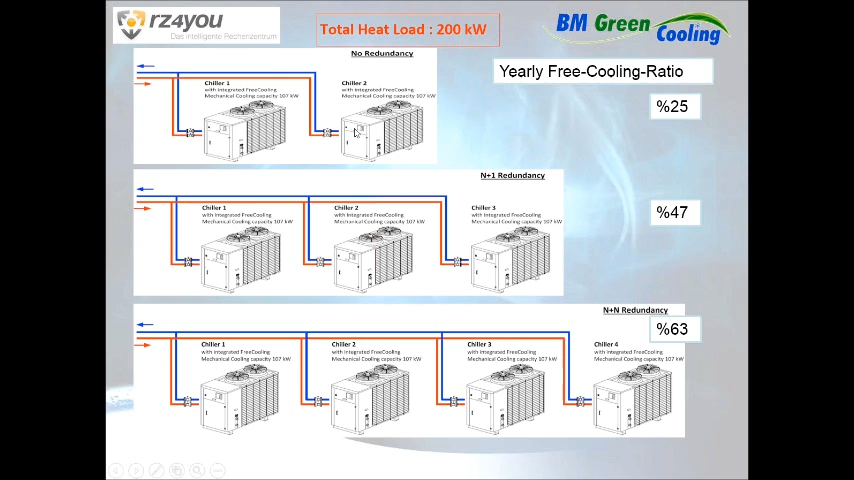 rz4you
Das intelligente Rechenzentrum
Total Heat Load : 200 kW
BM Green
Cooling
No Redundancy
Yearly Free-Cooling-Ratio
Chiller 1
with Integrated FreeCooling
Mechanical Cooling capacity 107 kW
Chiller 2
with Integrated FreeCooling
Mechanical Cooling capacity 107 kW
%25
N+1 Redundancy
Chiller 1
with Integrated FreeCooling
Mechanical Cooling capacity 107 kW
Chiller 2
with Integrated FreeCooling
Mechanical Cooling capacity 107 kW
Chiller 3
with Integrated FreeCooling
Mechanical Cooling capacity 107 kW
%47
N+N Redundancy
%63
Chiller 1
with Integrated FreeCooling
Mechanical Cooling capacity 107 kW
Chiller 2
with Integrated FreeCooling
Mechanical Cooling capacity 107 kW
Chiller 3
with Integrated FreeCooling
Mechanical Cooling capacity 107 kW
Chiller 4
with Integrated FreeCooling
Mechanical Cooling capacity 107 kW